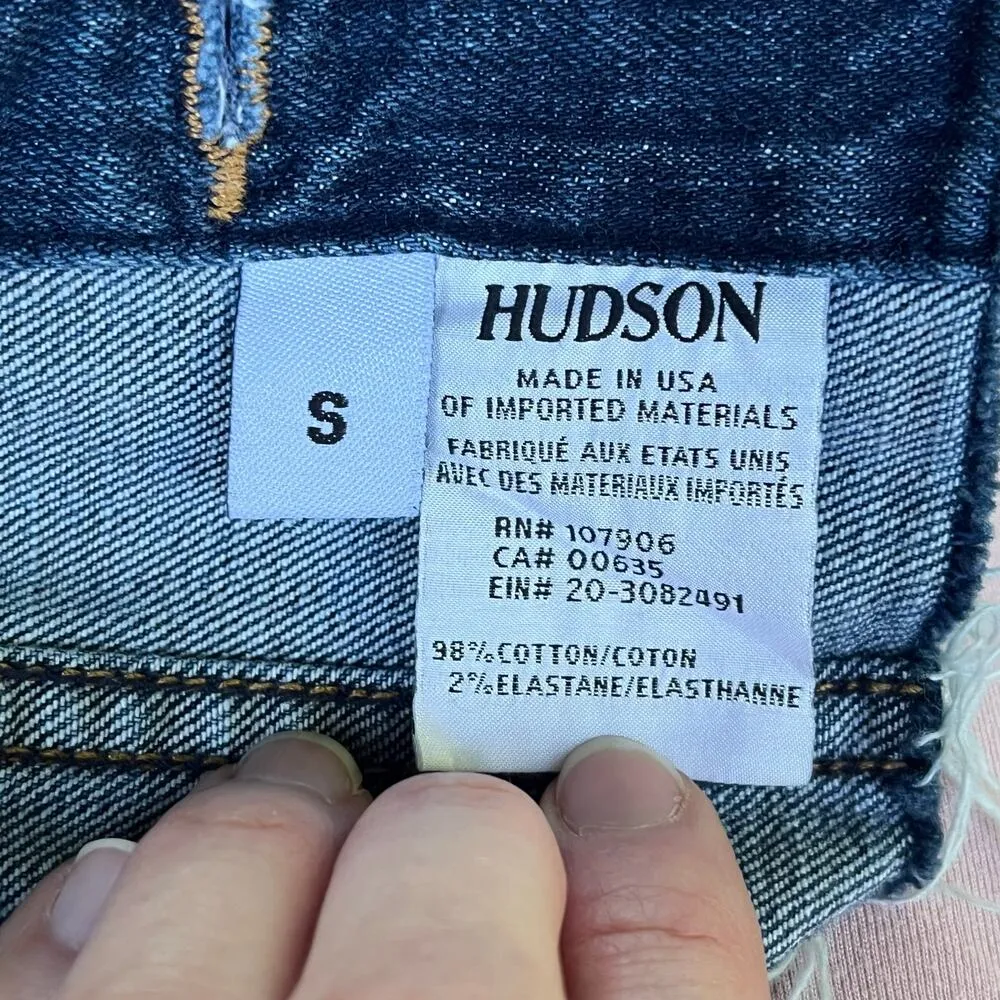 S
HUDSON
MADE IN USA
OF IMPORTED MATERIALS
FABRIQUÉ AUX ETATS UNIS
AVEC DES MATERIAUX IMPORTÉS
RN# 107906
CA# 00635
EIN# 20-3082491
98% COTTON/COTON
2% ELASTANE/ELASTHANNE